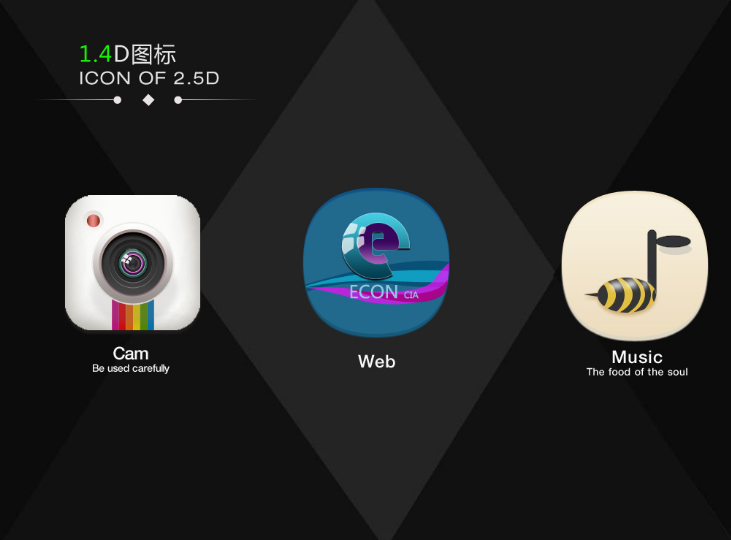 1.4D图标
ICON OF 2.5D
e
ECON CIA
Cam
Be used carefully
Web
Music
The food of the soul